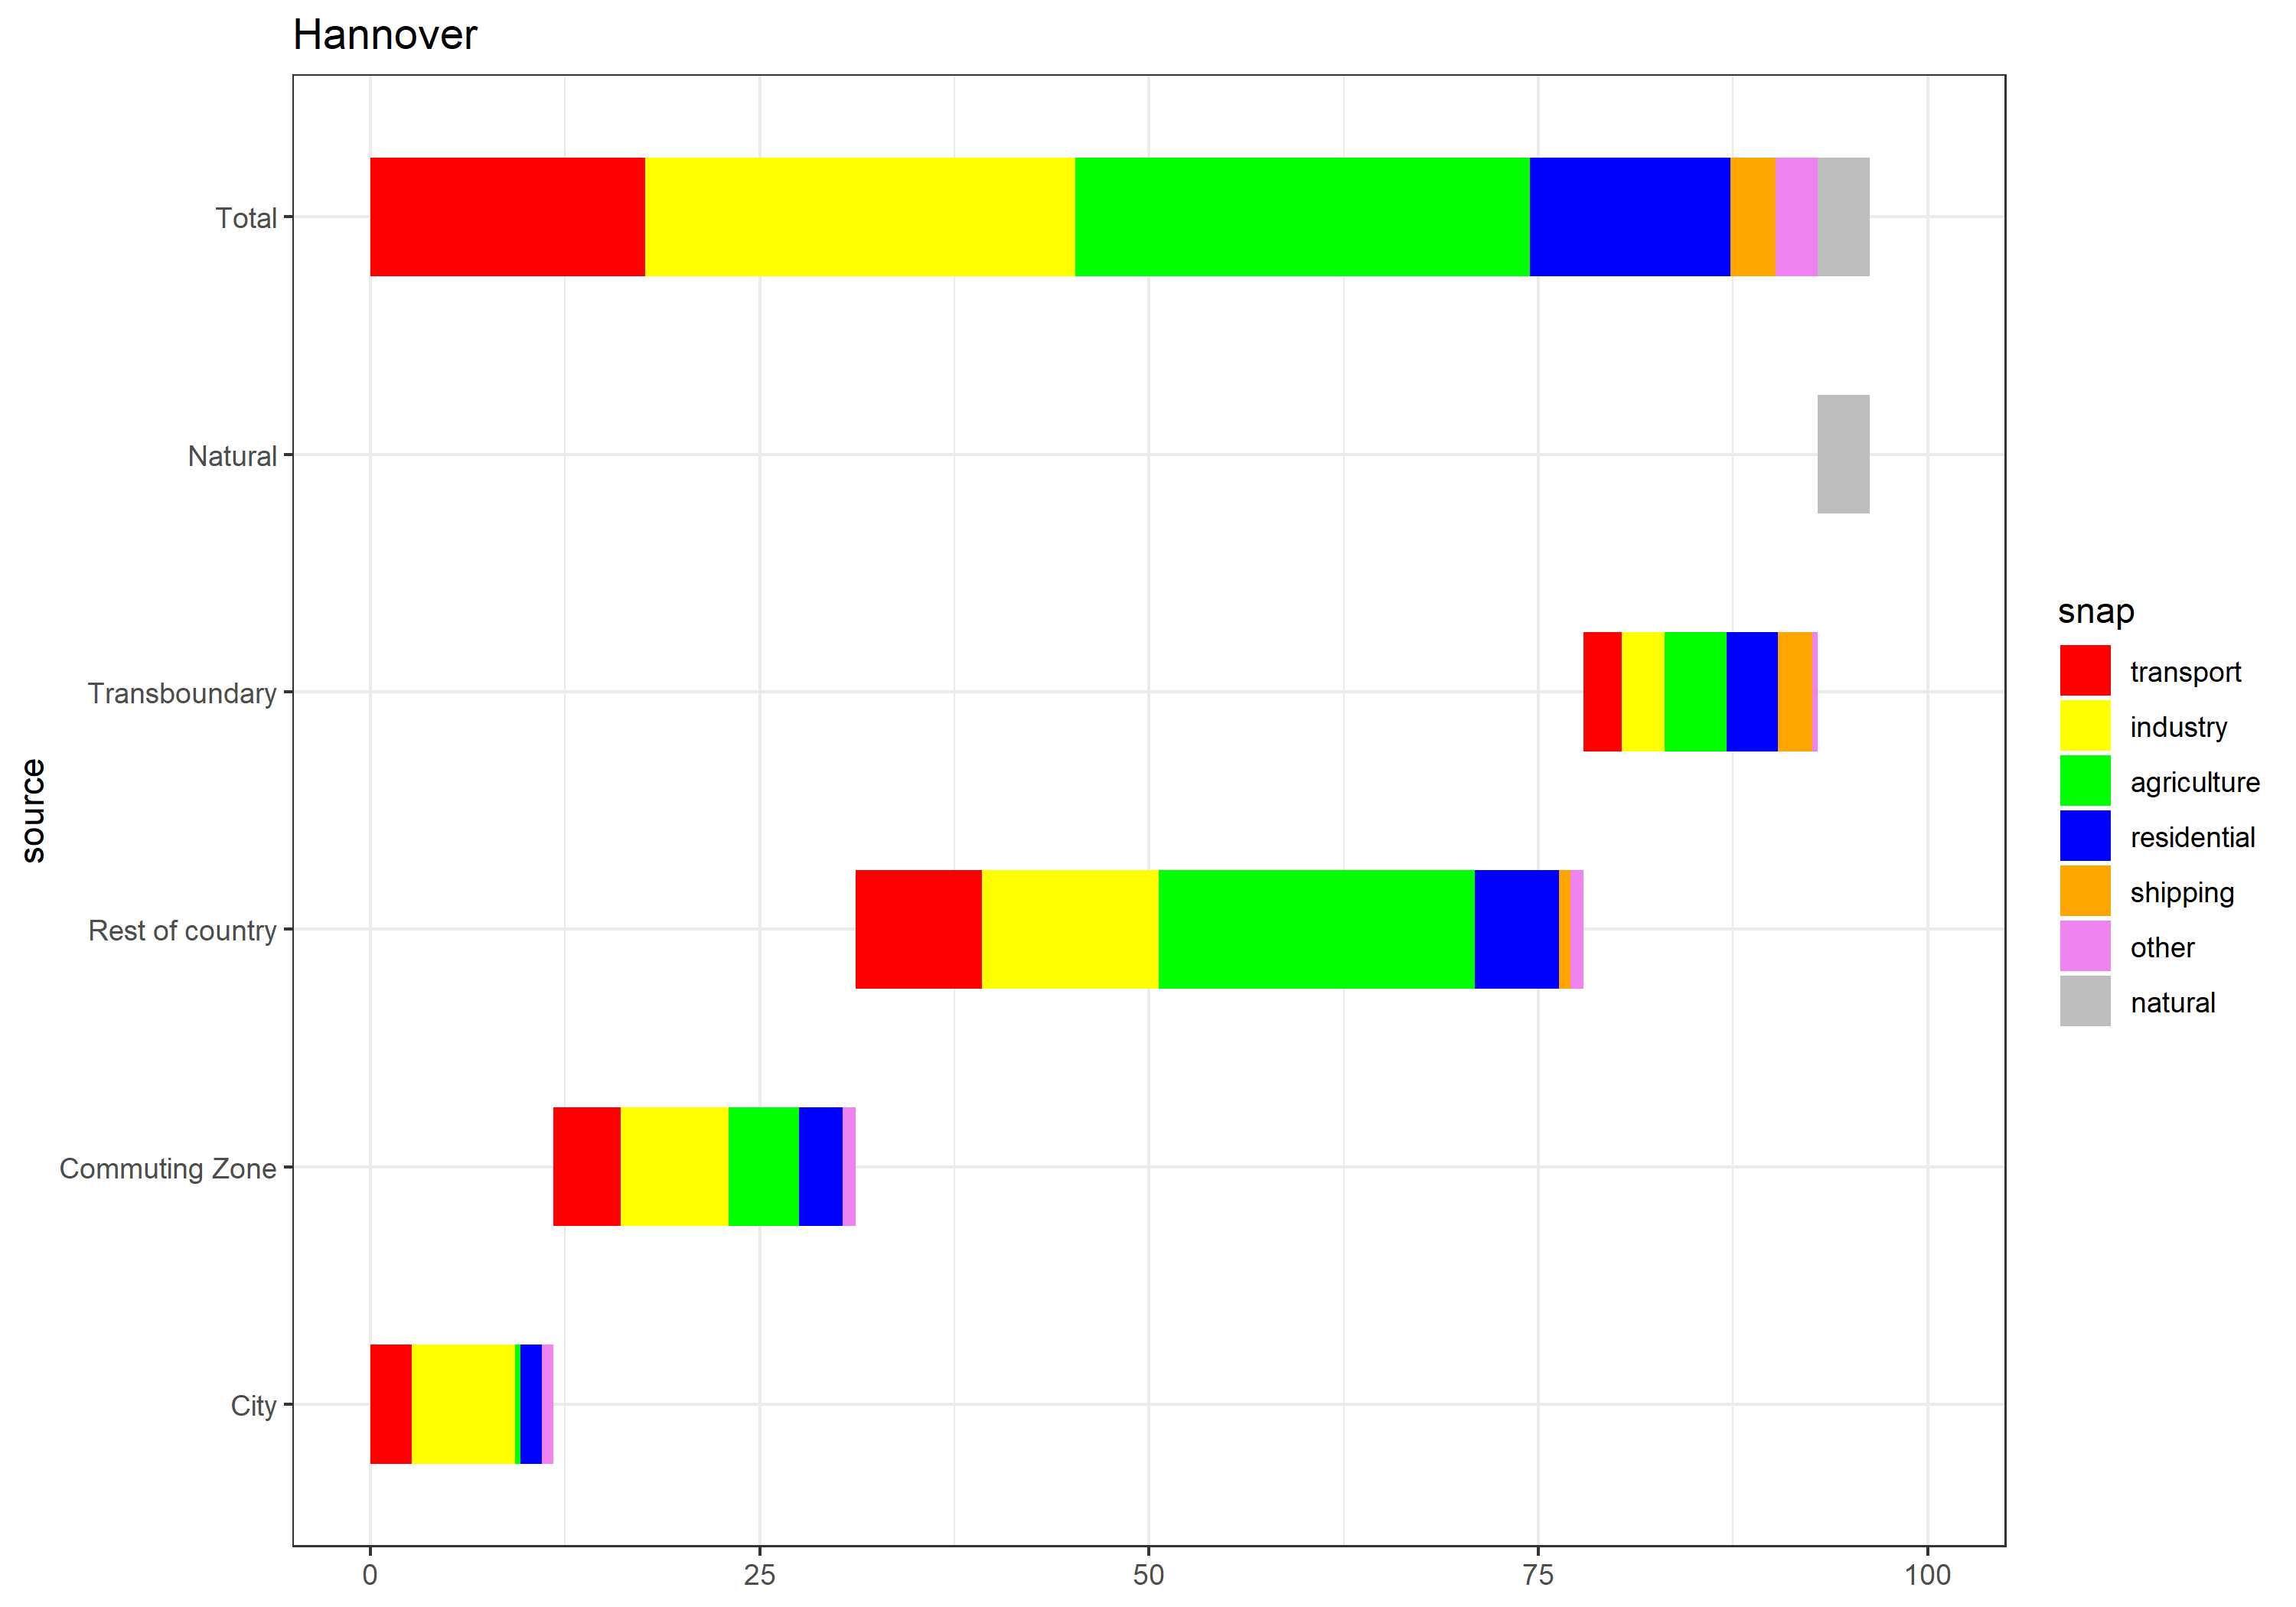 Hannover
Total
Natural
Transboundary
Rest of country
Commuting Zone
City
source
0 25 50 75 100
snap
transport
industry
agriculture
residential
shipping
other
natural